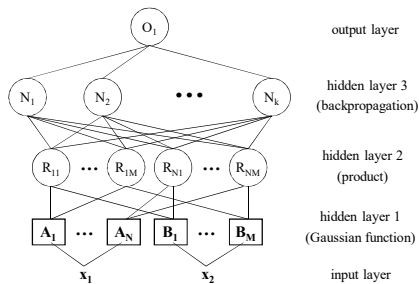 O1 output layer
N1 N2 ••• Nk hidden layer 3
(backpropagation)
R11 ••• R1M RN1 ••• RNM hidden layer 2
(product)
A1 ••• AN B1 ••• BM hidden layer 1
(Gaussian function)
x1 x2 input layer